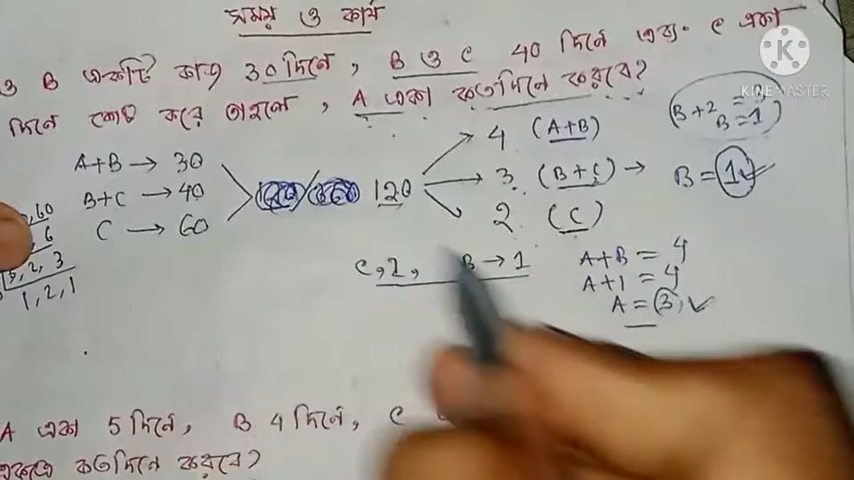 সময় ও কার্য
ও B একটি কাজ 30 দিনে, B ও C 40 দিনে এবং C একা
দিনে শেষ করে তাহলে, A একা কতদিনে করবে?
KINEMASTER
(B+2 = 3
B = 1)
A+B → 30
B+C → 40
C → 60
120
4 (A+B)
3 (B+C) → B = 1
2 (C)
C, 2, B → 1
A+B = 4
A+1 = 4
A = 3
, 60
6
, 2, 3
1, 2, 1
A একা 5 দিনে, B 4 দিনে, C
কতদিনে করবে?